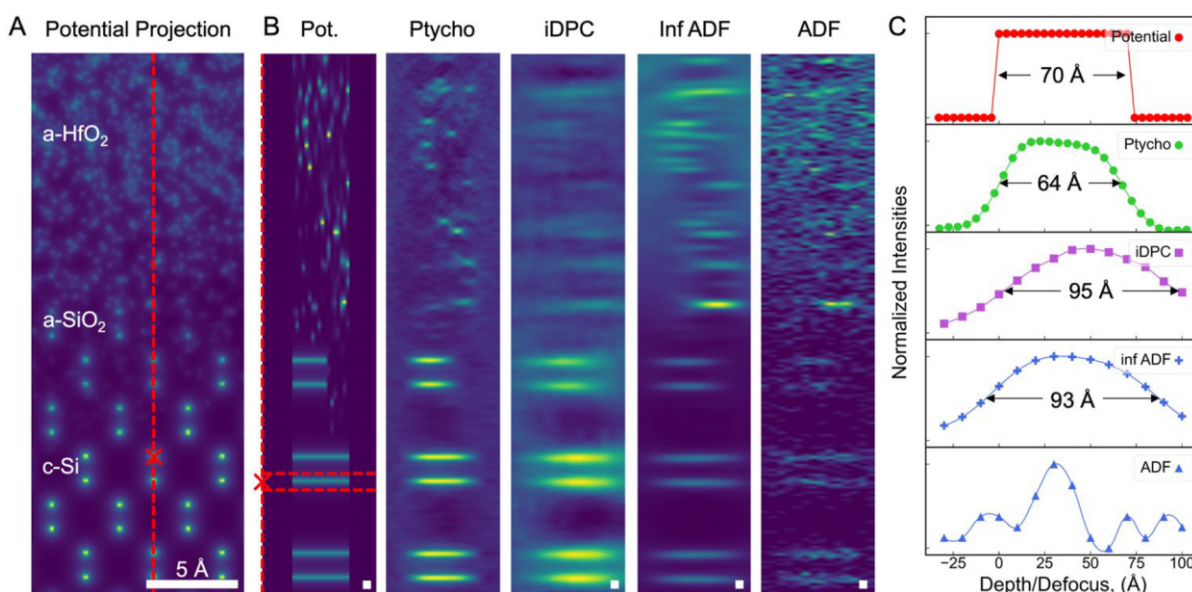 A Potential Projection
a-HfO2
a-SiO2
c-Si
5 Å
B Pot. Ptycho iDPC Inf ADF ADF
C
Potential
70 Å
Ptycho
64 Å
iDPC
95 Å
inf ADF
93 Å
ADF
Normalized Intensities
-25 0 25 50 75 100
Depth/Defocus, (Å)